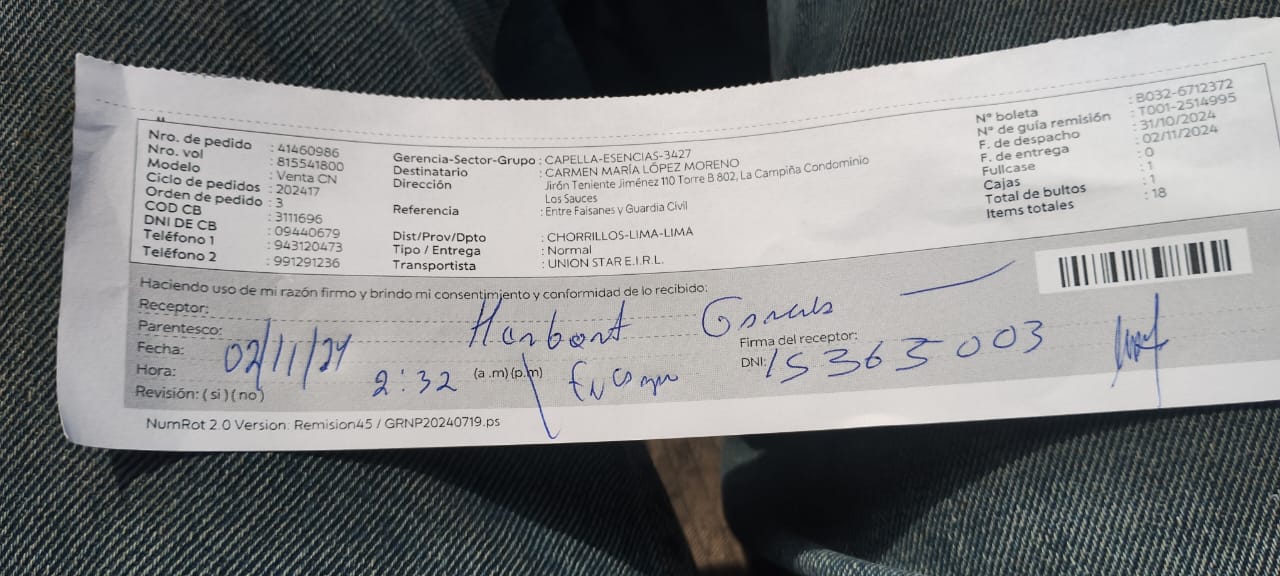 Nro. de pedido : 41460986
Nro. vol : 815541800
Modelo : Venta CN
Ciclo de pedidos : 202417
Orden de pedido : 3
COD CB : 3111696
DNI DE CB : 09440679
Teléfono 1 : 943120473
Teléfono 2 : 991291236
Gerencia-Sector-Grupo : CAPELLA-ESENCIAS-3427
Destinatario : CARMEN MARÍA LÓPEZ MORENO
Dirección : Jirón Teniente Jiménez 110 Torre B 802, La Campiña Condominio
Los Sauces
Referencia : Entre Faisanes y Guardia Civil
Dist/Prov/Dpto : CHORRILLOS-LIMA-LIMA
Tipo / Entrega : Normal
Transportista : UNION STAR E.I.R.L.
N° boleta : B032-6712372
N° de guía remisión : T001-2514995
F. de despacho : 31/10/2024
F. de entrega : 02/11/2024
Fullcase : 0
Cajas : 1
Total de bultos : 1
Items totales : 18
Haciendo uso de mi razón firmo y brindo mi consentimiento y conformidad de lo recibido:
Receptor: Harbort
Parentesco:
Fecha: 02/11/24
Hora: 2:32 (a .m) (p.m)
Firma del receptor:
DNI: 15365003
Revisión: ( si ) ( no )
NumRot 2.0 Version: Remision45 / GRNP20240719.ps